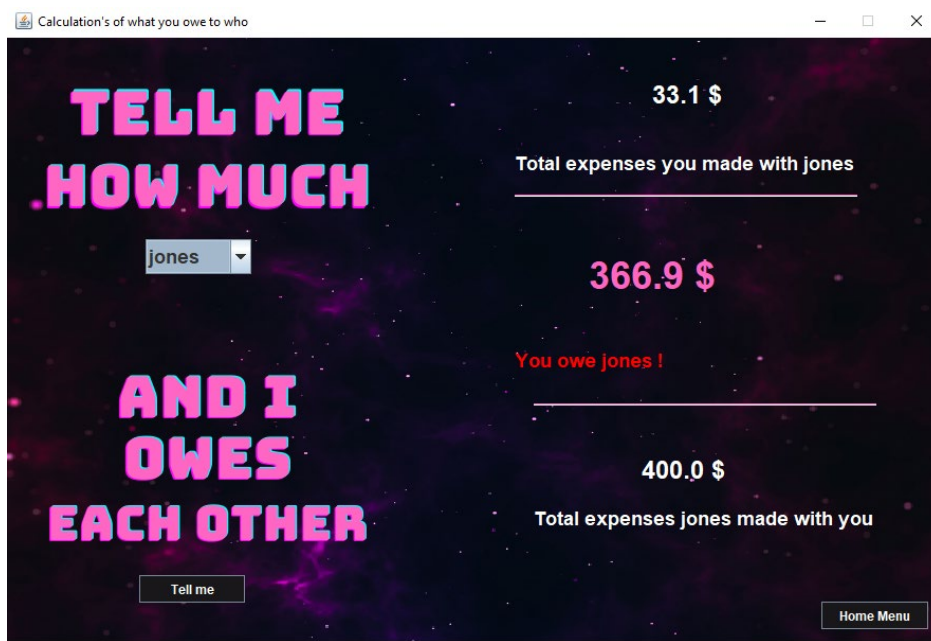 Calculation's of what you owe to who
TELL ME
HOW MUCH
jones
AND I
OWES
EACH OTHER
Tell me
33.1 $
Total expenses you made with jones
366.9 $
You owe jones !
400.0 $
Total expenses jones made with you
Home Menu